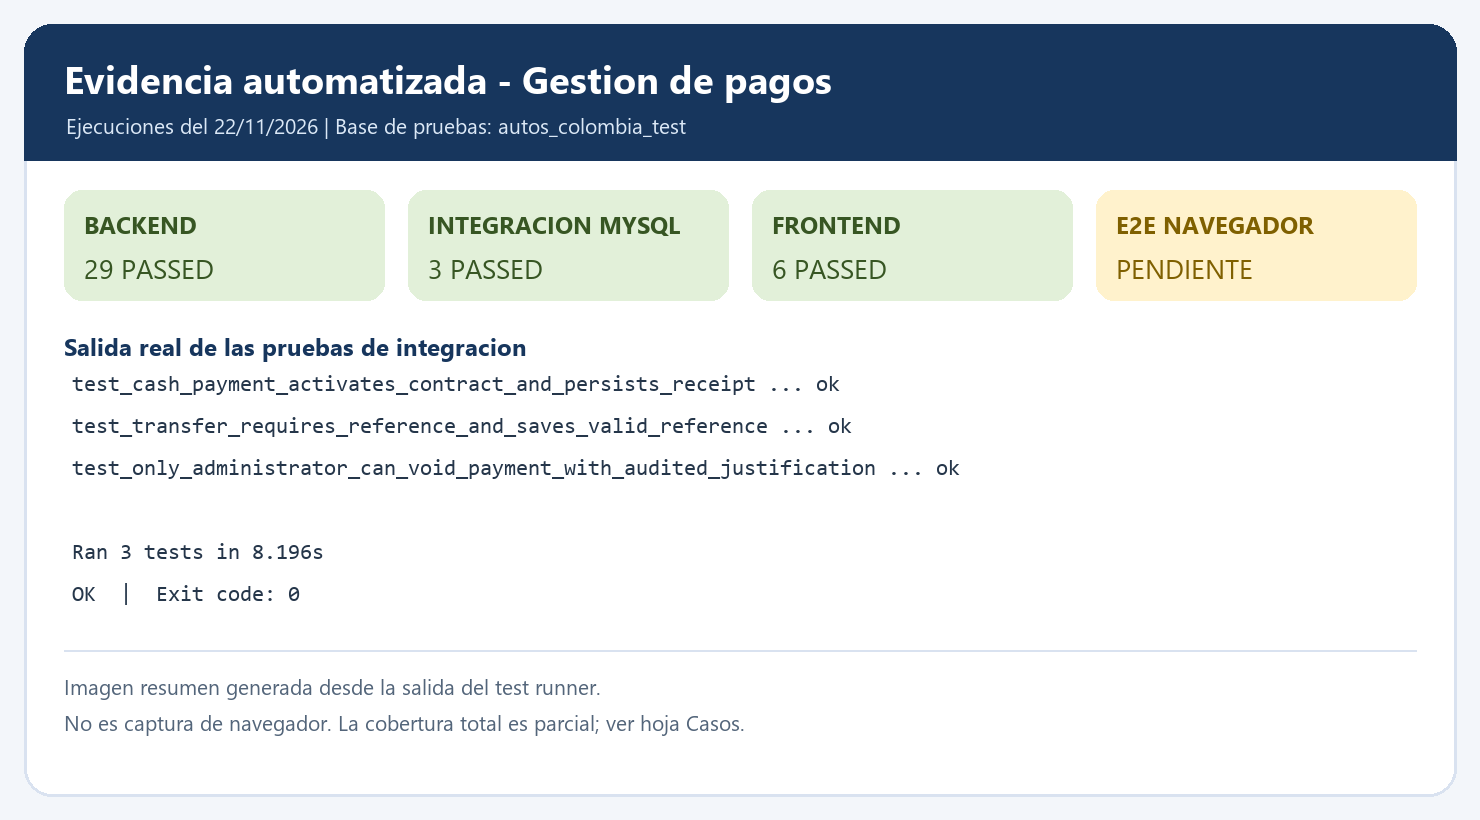 Evidencia automatizada - Gestion de pagos
Ejecuciones del 22/11/2026 | Base de pruebas: autos_colombia_test
BACKEND
29 PASSED
INTEGRACION MYSQL
3 PASSED
FRONTEND
6 PASSED
E2E NAVEGADOR
PENDIENTE
Salida real de las pruebas de integracion
test_cash_payment_activates_contract_and_persists_receipt ... ok
test_transfer_requires_reference_and_saves_valid_reference ... ok
test_only_administrator_can_void_payment_with_audited_justification ... ok
Ran 3 tests in 8.196s
OK | Exit code: 0
Imagen resumen generada desde la salida del test runner.
No es captura de navegador. La cobertura total es parcial; ver hoja Casos.